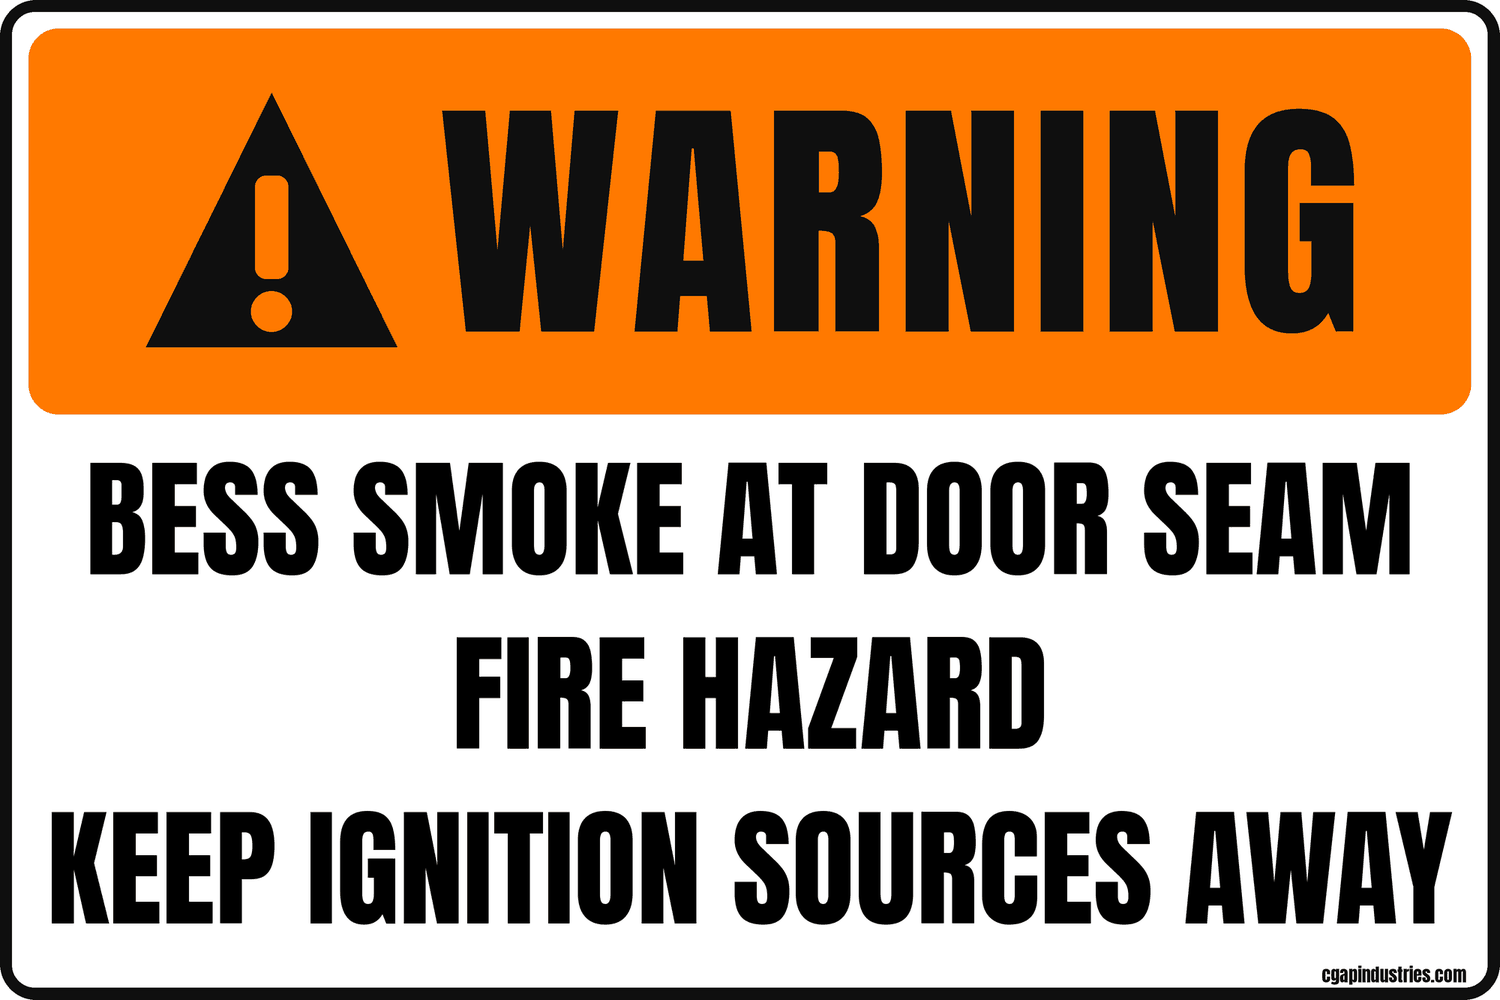 WARNING
BESS SMOKE AT DOOR SEAM
FIRE HAZARD
KEEP IGNITION SOURCES AWAY
cgapindustries.com